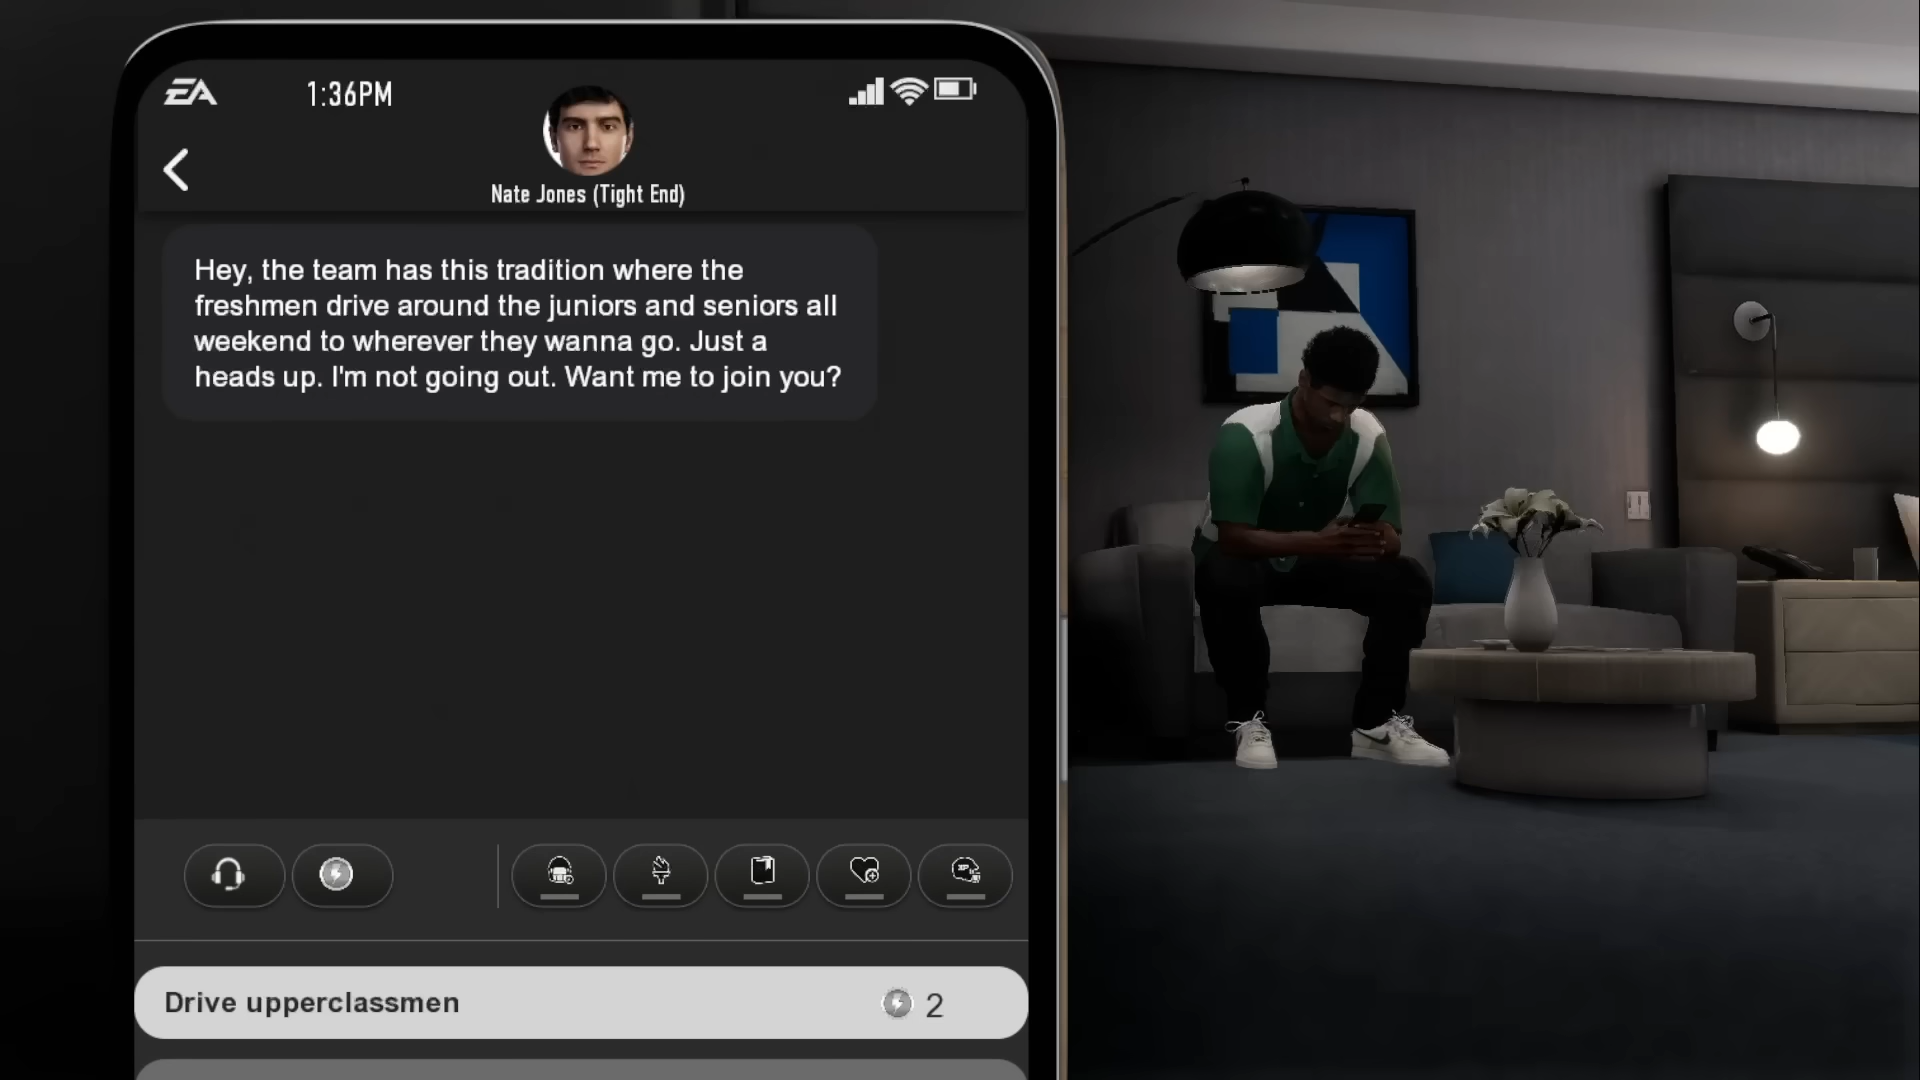 EA
1:36PM
Nate Jones (Tight End)
Hey, the team has this tradition where the
freshmen drive around the juniors and seniors all
weekend to wherever they wanna go. Just a
heads up. I'm not going out. Want me to join you?
Drive upperclassmen 2